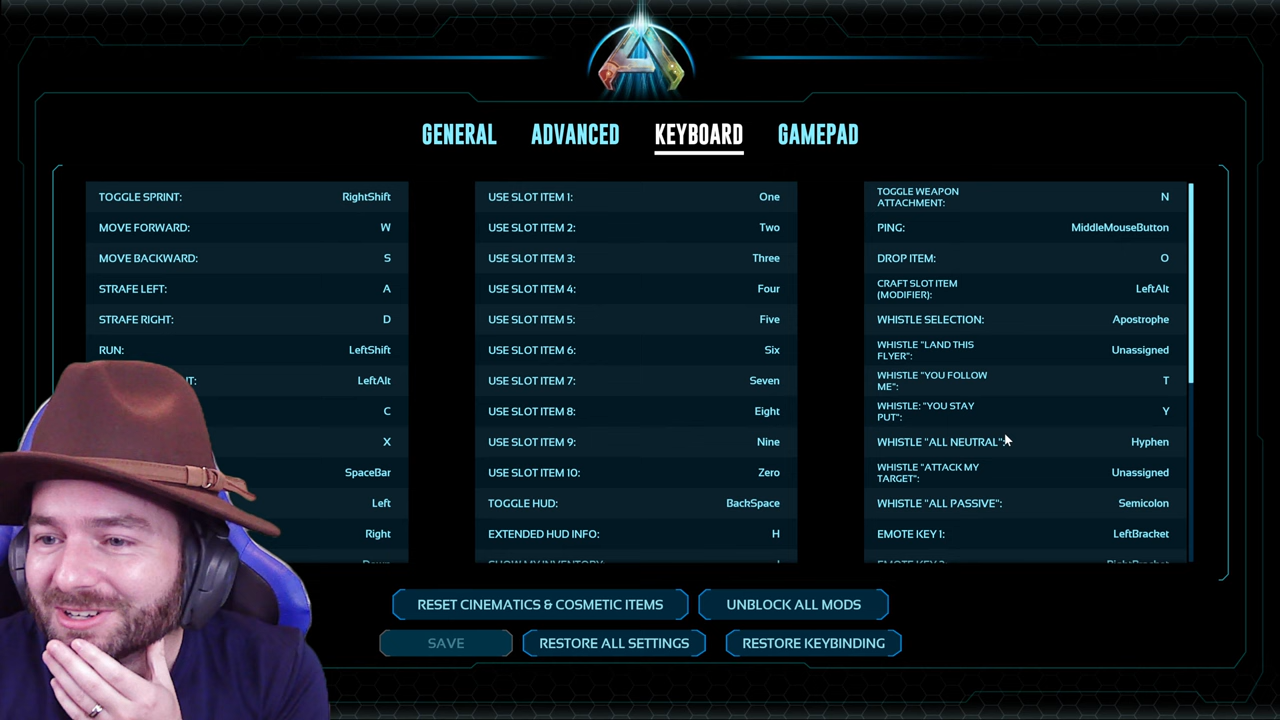 GENERAL ADVANCED KEYBOARD GAMEPAD
TOGGLE SPRINT: RightShift
MOVE FORWARD: W
MOVE BACKWARD: S
STRAFE LEFT: A
STRAFE RIGHT: D
RUN: LeftShift
LeftAlt
C
X
SpaceBar
Left
Right
USE SLOT ITEM 1: One
USE SLOT ITEM 2: Two
USE SLOT ITEM 3: Three
USE SLOT ITEM 4: Four
USE SLOT ITEM 5: Five
USE SLOT ITEM 6: Six
USE SLOT ITEM 7: Seven
USE SLOT ITEM 8: Eight
USE SLOT ITEM 9: Nine
USE SLOT ITEM 10: Zero
TOGGLE HUD: BackSpace
EXTENDED HUD INFO: H
SHOW MY INVENTORY: I
TOGGLE WEAPON
ATTACHMENT: N
PING: MiddleMouseButton
DROP ITEM: O
CRAFT SLOT ITEM
(MODIFIER): LeftAlt
WHISTLE SELECTION: Apostrophe
WHISTLE "LAND THIS
FLYER": Unassigned
WHISTLE "YOU FOLLOW
ME": T
WHISTLE: "YOU STAY
PUT": Y
WHISTLE "ALL NEUTRAL": Hyphen
WHISTLE "ATTACK MY
TARGET": Unassigned
WHISTLE "ALL PASSIVE": Semicolon
EMOTE KEY 1: LeftBracket
EMOTE KEY 2: RightBracket
RESET CINEMATICS & COSMETIC ITEMS UNBLOCK ALL MODS
SAVE RESTORE ALL SETTINGS RESTORE KEYBINDING